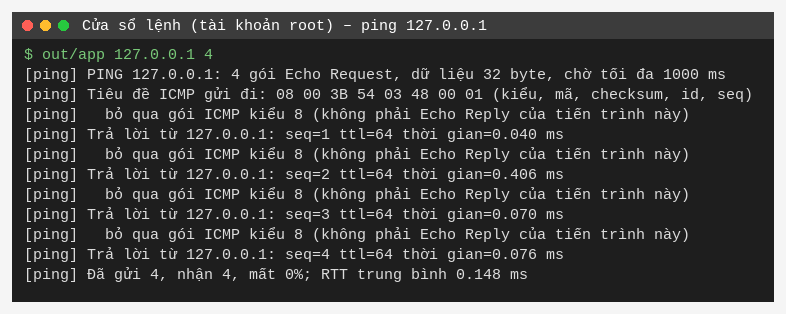 Cửa sổ lệnh (tài khoản root) – ping 127.0.0.1
$ out/app 127.0.0.1 4
[ping] PING 127.0.0.1: 4 gói Echo Request, dữ liệu 32 byte, chờ tối đa 1000 ms
[ping] Tiêu đề ICMP gửi đi: 08 00 3B 54 03 48 00 01 (kiểu, mã, checksum, id, seq)
[ping]   bỏ qua gói ICMP kiểu 8 (không phải Echo Reply của tiến trình này)
[ping] Trả lời từ 127.0.0.1: seq=1 ttl=64 thời gian=0.040 ms
[ping]   bỏ qua gói ICMP kiểu 8 (không phải Echo Reply của tiến trình này)
[ping] Trả lời từ 127.0.0.1: seq=2 ttl=64 thời gian=0.406 ms
[ping]   bỏ qua gói ICMP kiểu 8 (không phải Echo Reply của tiến trình này)
[ping] Trả lời từ 127.0.0.1: seq=3 ttl=64 thời gian=0.070 ms
[ping]   bỏ qua gói ICMP kiểu 8 (không phải Echo Reply của tiến trình này)
[ping] Trả lời từ 127.0.0.1: seq=4 ttl=64 thời gian=0.076 ms
[ping] Đã gửi 4, nhận 4, mất 0%; RTT trung bình 0.148 ms